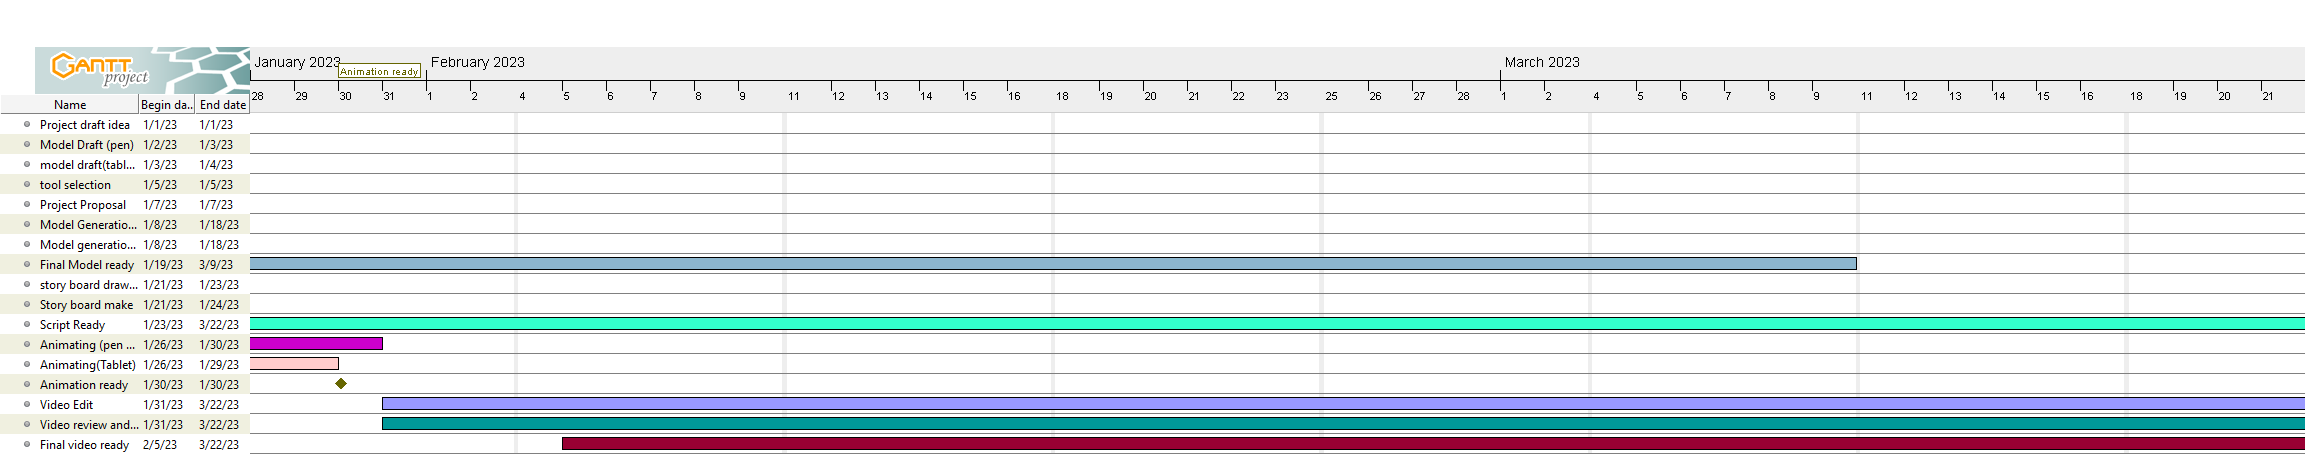 GANTT
project
January 2023
Animation ready
February 2023
March 2023
28 29 30 31 1 2 4 5 6 7 8 9 11 12 13 14 15 16 18 19 20 21 22 23 25 26 27 28 1 2 4 5 6 7 8 9 11 12 13 14 15 16 18 19 20 21
Name Begin da... End date
Project draft idea 1/1/23 1/1/23
Model Draft (pen) 1/2/23 1/3/23
model draft(tabl... 1/3/23 1/4/23
tool selection 1/5/23 1/5/23
Project Proposal 1/7/23 1/7/23
Model Generatio... 1/8/23 1/18/23
Model generatio... 1/8/23 1/18/23
Final Model ready 1/19/23 3/9/23
story board draw... 1/21/23 1/23/23
Story board make 1/21/23 1/24/23
Script Ready 1/23/23 3/22/23
Animating (pen ... 1/26/23 1/30/23
Animating(Tablet) 1/26/23 1/29/23
Animation ready 1/30/23 1/30/23
Video Edit 1/31/23 3/22/23
Video review and... 1/31/23 3/22/23
Final video ready 2/5/23 3/22/23